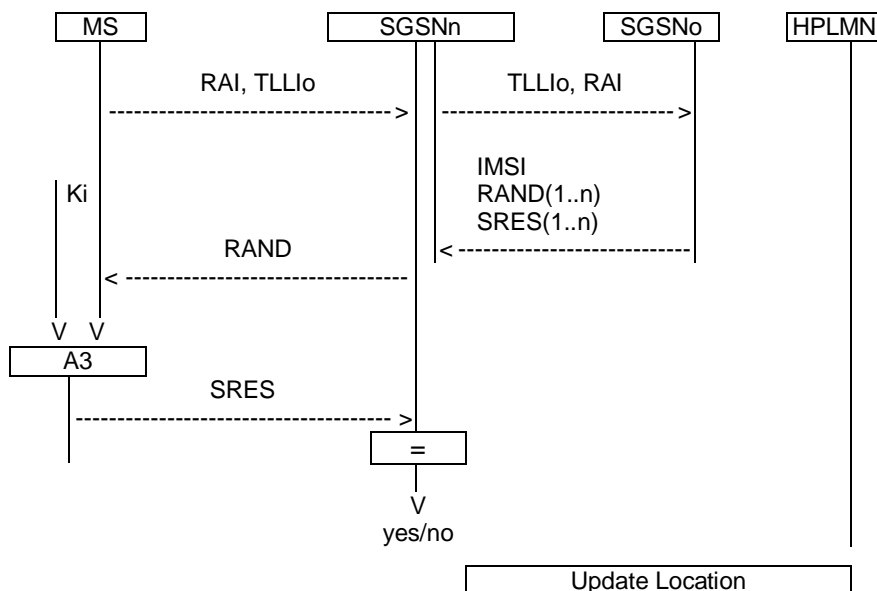 MS SGSNn SGSNo HPLMN
RAI, TLLIo TLLIo, RAI
---------------------------------------- > ------------------------------------ >
IMSI
Ki RAND(1..n)
SRES(1..n)
RAND < --------------------------------
< ------------------------------------------
V V
A3
SRES
---------------------------------------------- >
=
V
yes/no
Update Location